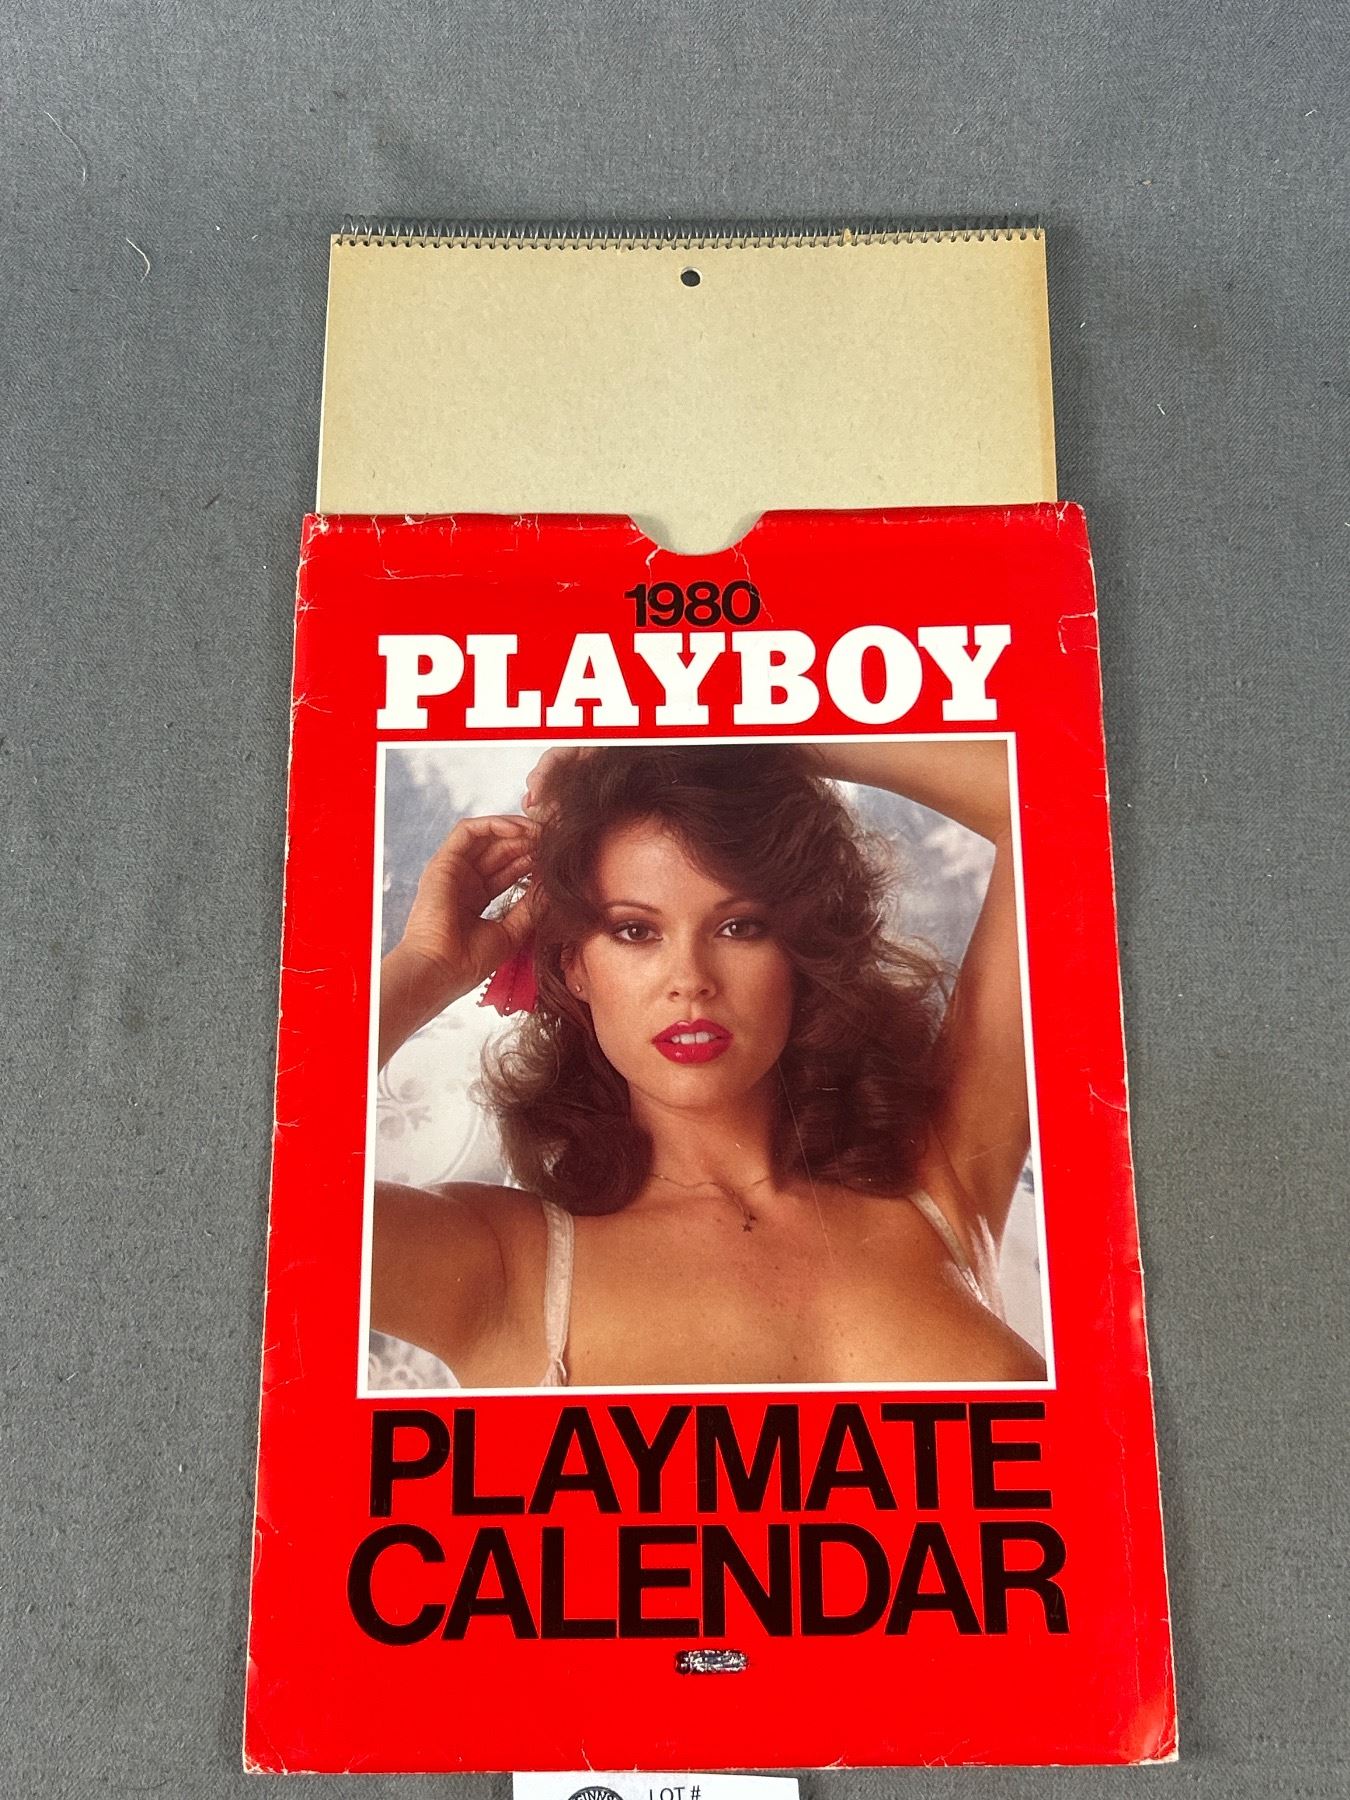 1980
PLAYBOY
PLAYMATE
CALENDAR
LOT #